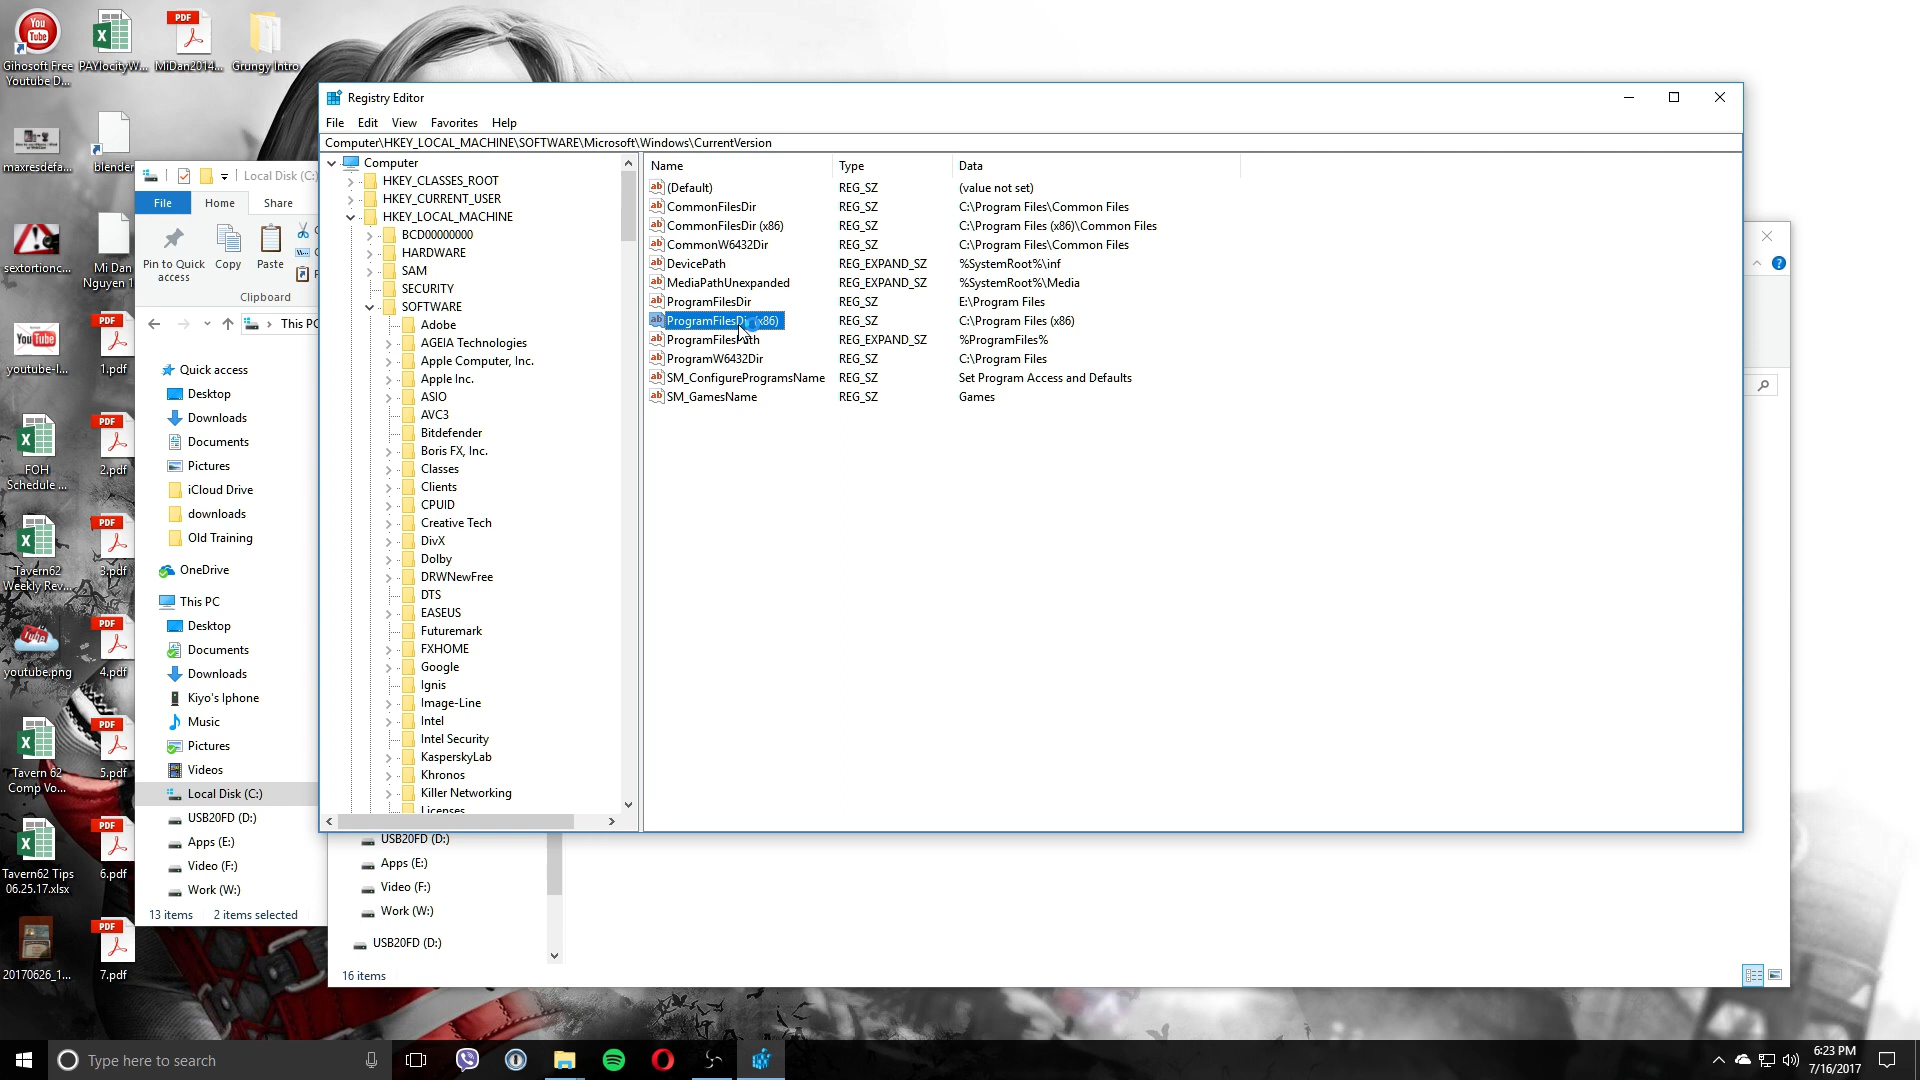 Gihosoft Free
Youtube D...
PAYlocityW...
MiDan2014...
Grungy Intro
maxresdefa...
blender
sextortionc...
Mi Dan
Nguyen 1
youtube-l...
1.pdf
FOH
Schedule ...
2.pdf
Tavern62
Weekly Rev...
3.pdf
youtube.png
4.pdf
Tavern 62
Comp Vo...
5.pdf
Tavern62 Tips
06.25.17.xlsx
6.pdf
20170626_1...
7.pdf
Local Disk (C:)
File
Home
Share
Pin to Quick
access
Copy
Paste
Clipboard
This PC
Quick access
Desktop
Downloads
Documents
Pictures
iCloud Drive
downloads
Old Training
OneDrive
This PC
Desktop
Documents
Downloads
Kiyo's Iphone
Music
Pictures
Videos
Local Disk (C:)
USB20FD (D:)
Apps (E:)
Video (F:)
Work (W:)
13 items
2 items selected
Registry Editor
File Edit View Favorites Help
Computer\HKEY_LOCAL_MACHINE\SOFTWARE\Microsoft\Windows\CurrentVersion
Computer
HKEY_CLASSES_ROOT
HKEY_CURRENT_USER
HKEY_LOCAL_MACHINE
BCD00000000
HARDWARE
SAM
SECURITY
SOFTWARE
Adobe
AGEIA Technologies
Apple Computer, Inc.
Apple Inc.
ASIO
AVC3
Bitdefender
Boris FX, Inc.
Classes
Clients
CPUID
Creative Tech
DivX
Dolby
DRWNewFree
DTS
EASEUS
Futuremark
FXHOME
Google
Ignis
Image-Line
Intel
Intel Security
KasperskyLab
Khronos
Killer Networking
Licenses
Name Type Data
(Default) REG_SZ (value not set)
CommonFilesDir REG_SZ C:\Program Files\Common Files
CommonFilesDir (x86) REG_SZ C:\Program Files (x86)\Common Files
CommonW6432Dir REG_SZ C:\Program Files\Common Files
DevicePath REG_EXPAND_SZ %SystemRoot%\inf
MediaPathUnexpanded REG_EXPAND_SZ %SystemRoot%\Media
ProgramFilesDir REG_SZ E:\Program Files
ProgramFilesDir (x86) REG_SZ C:\Program Files (x86)
ProgramFilesPath REG_EXPAND_SZ %ProgramFiles%
ProgramW6432Dir REG_SZ C:\Program Files
SM_ConfigureProgramsName REG_SZ Set Program Access and Defaults
SM_GamesName REG_SZ Games
USB20FD (D:)
Apps (E:)
Video (F:)
Work (W:)
USB20FD (D:)
16 items
Type here to search
6:23 PM
7/16/2017